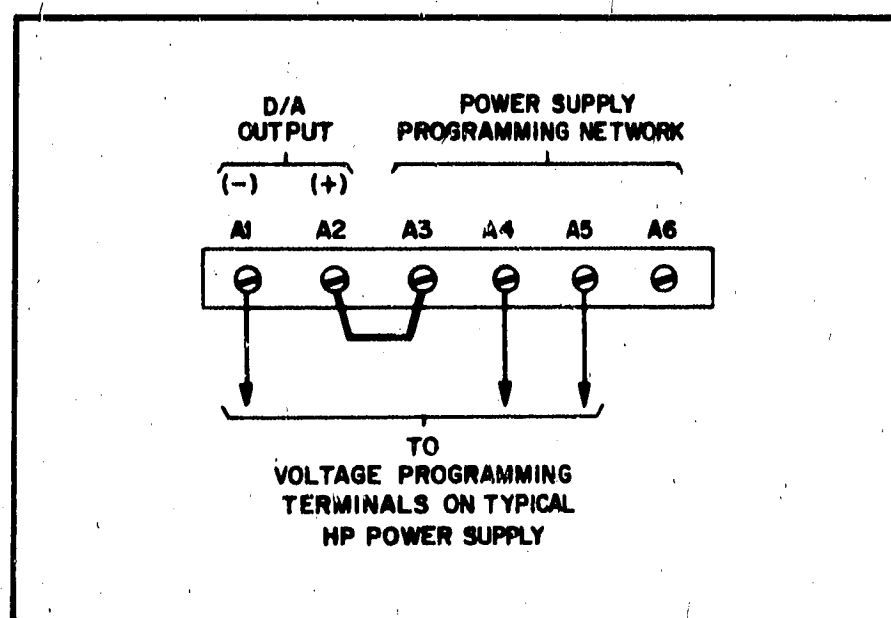 D/A
OUTPUT
POWER SUPPLY
PROGRAMMING NETWORK
(-) (+)
A1 A2 A3 A4 A5 A6
TO
VOLTAGE PROGRAMMING
TERMINALS ON TYPICAL
HP POWER SUPPLY